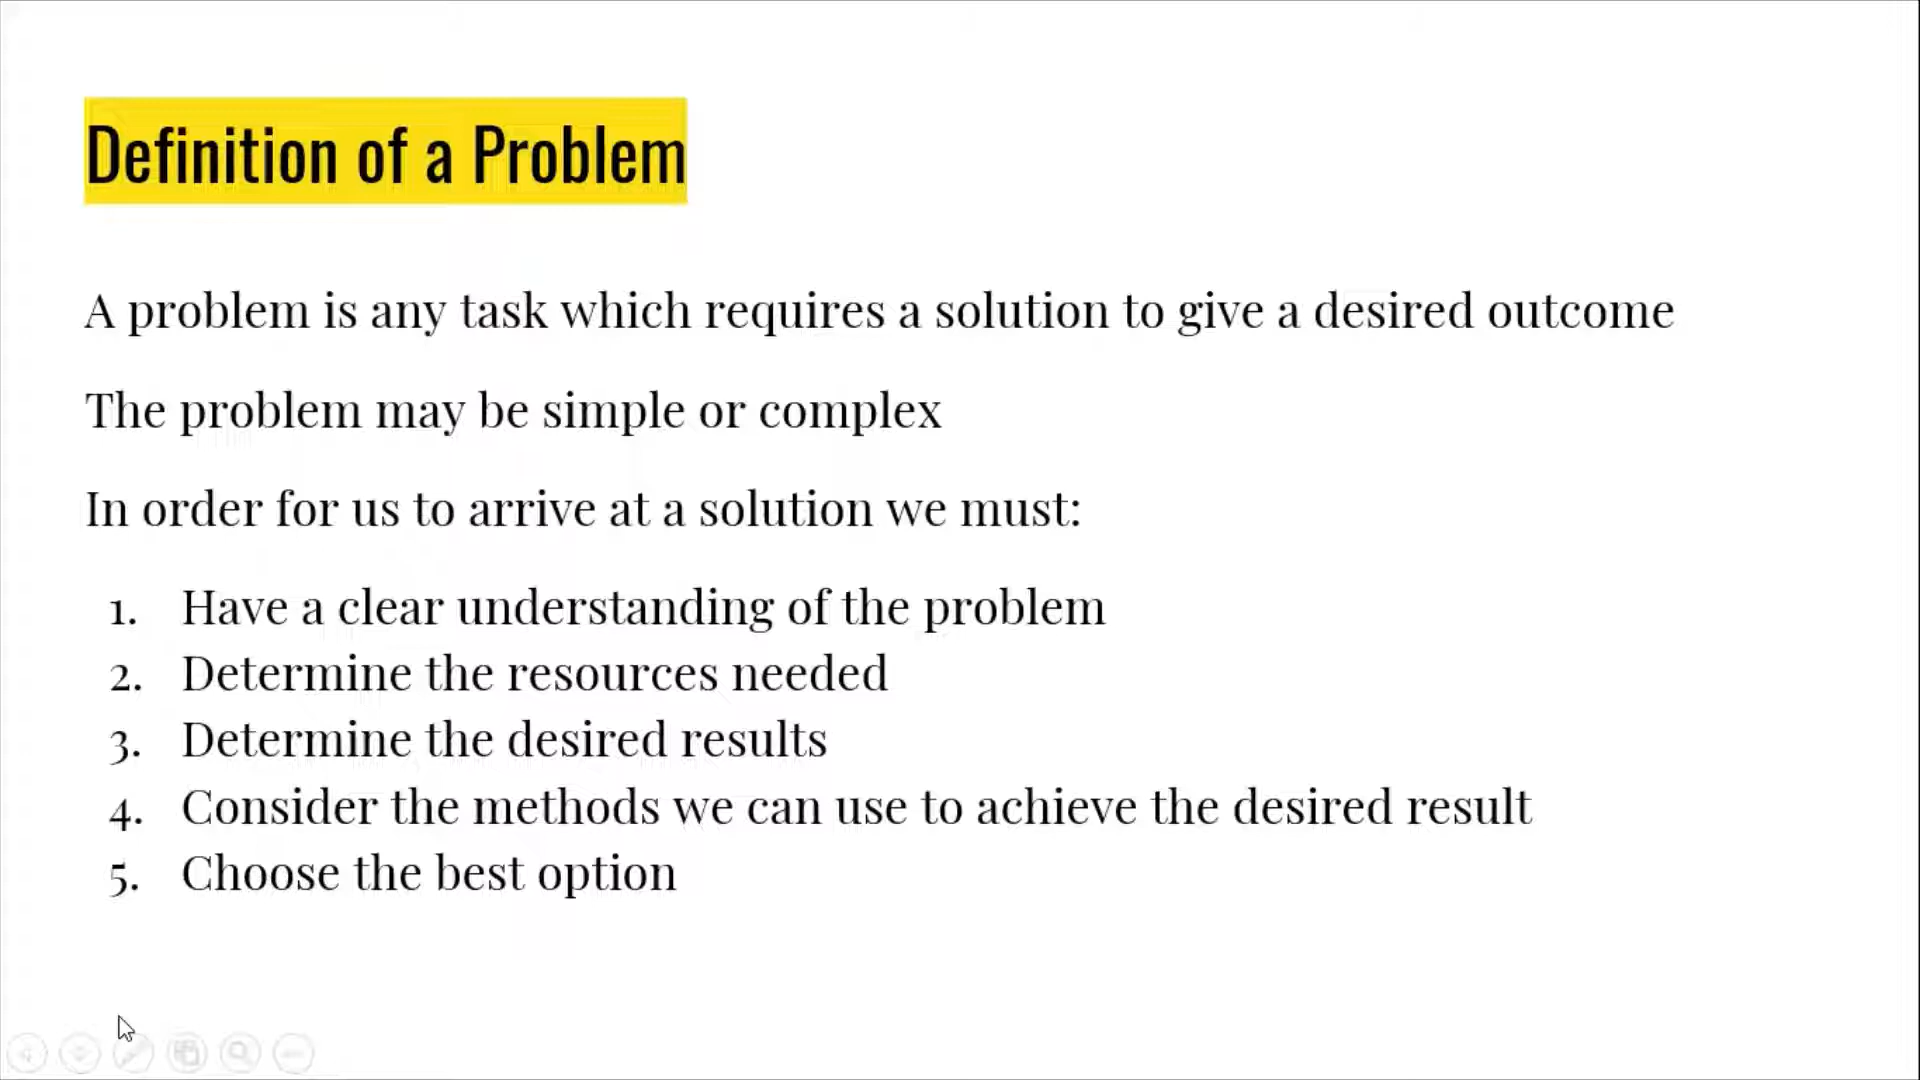 Definition of a Problem
A problem is any task which requires a solution to give a desired outcome
The problem may be simple or complex
In order for us to arrive at a solution we must:
1. Have a clear understanding of the problem
2. Determine the resources needed
3. Determine the desired results
4. Consider the methods we can use to achieve the desired result
5. Choose the best option